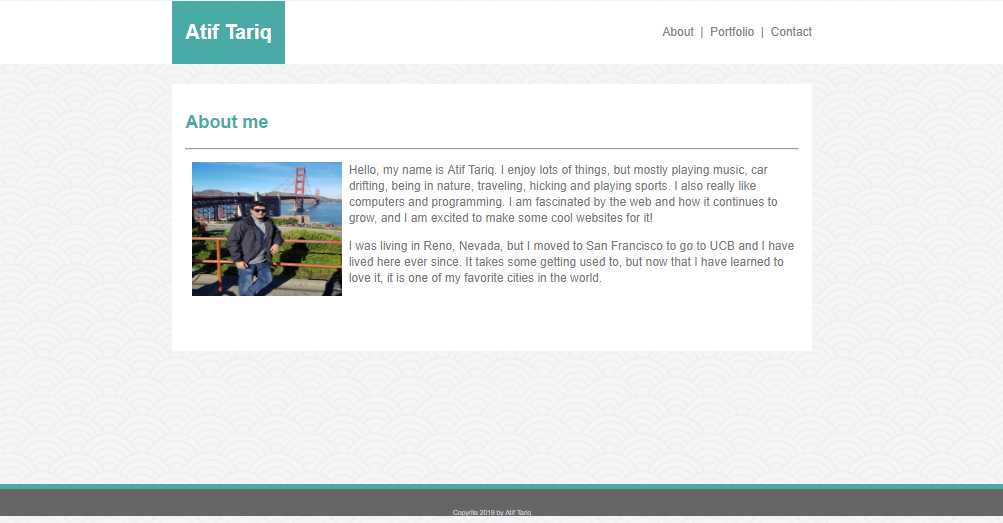 Atif Tariq
About | Portfolio | Contact
About me
Hello, my name is Atif Tariq. I enjoy lots of things, but mostly playing music, car
drifting, being in nature, traveling, hicking and playing sports. I also really like
computers and programming. I am fascinated by the web and how it continues to
grow, and I am excited to make some cool websites for it!
I was living in Reno, Nevada, but I moved to San Francisco to go to UCB and I have
lived here ever since. It takes some getting used to, but now that I have learned to
love it, it is one of my favorite cities in the world.
Copyrite 2019 by Atif Tariq